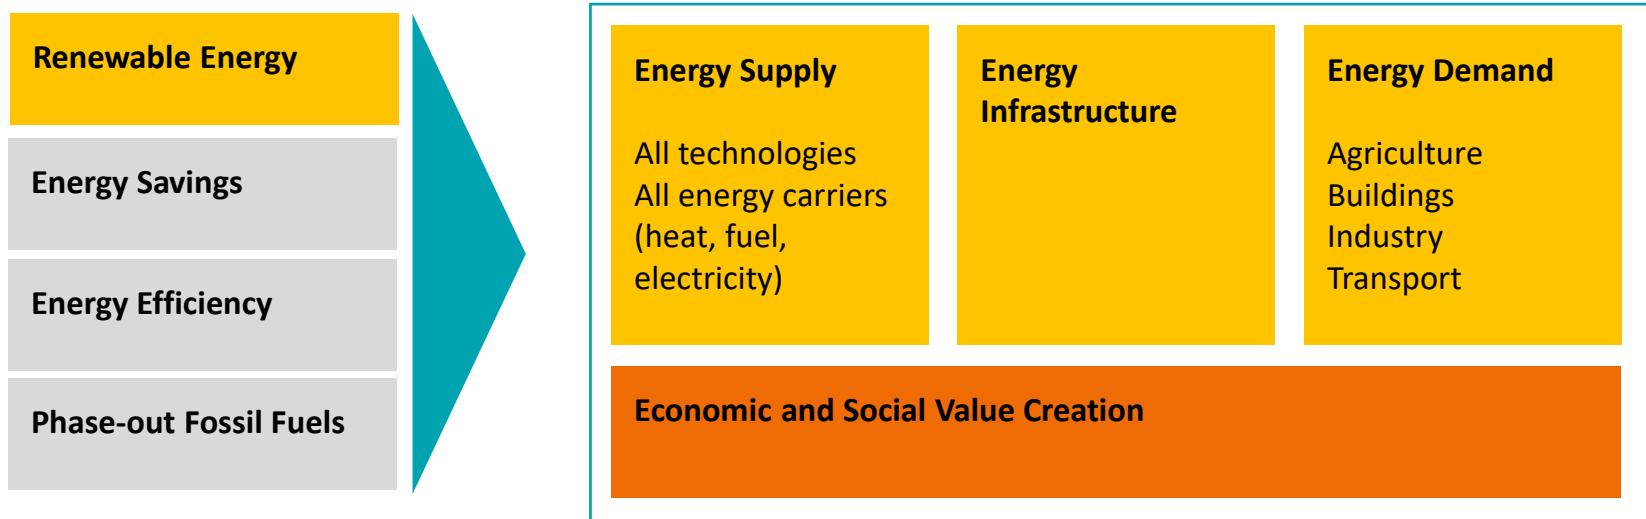 Renewable Energy
Energy Savings
Energy Efficiency
Phase-out Fossil Fuels
Energy Supply
All technologies
All energy carriers
(heat, fuel,
electricity)
Energy
Infrastructure
Energy Demand
Agriculture
Buildings
Industry
Transport
Economic and Social Value Creation